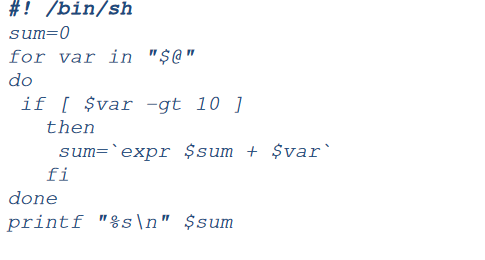 #! /bin/sh
sum=0
for var in "$@"
do
if [ $var –gt 10 ]
then
sum=`expr $sum + $var`
fi
done
printf "%s\n" $sum